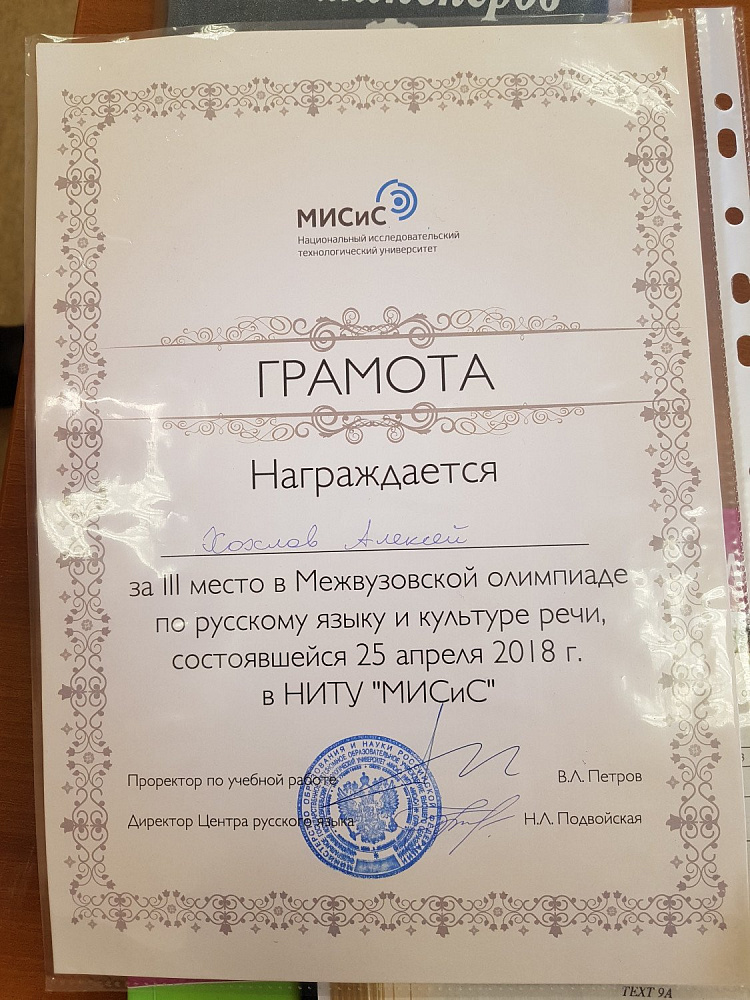 МИСиС
Национальный исследовательский
технологический университет
ГРАМОТА
Награждается
Хохлов Алексей
за III место в Межвузовской олимпиаде
по русскому языку и культуре речи,
состоявшейся 25 апреля 2018 г.
в НИТУ "МИСиС"
Проректор по учебной работе В.Л. Петров
Директор Центра русского языка Н.Л. Подвойская
TEXT 9A